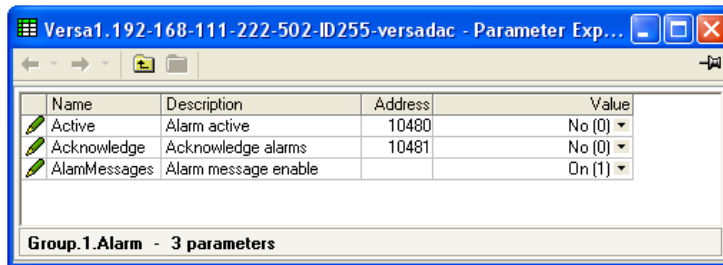 Versa1.192-168-111-222-502-ID255-versadac - Parameter Exp...
Name Description Address Value
Active Alarm active 10480 No (0)
Acknowledge Acknowledge alarms 10481 No (0)
AlamMessages Alarm message enable On (1)
Group.1.Alarm - 3 parameters